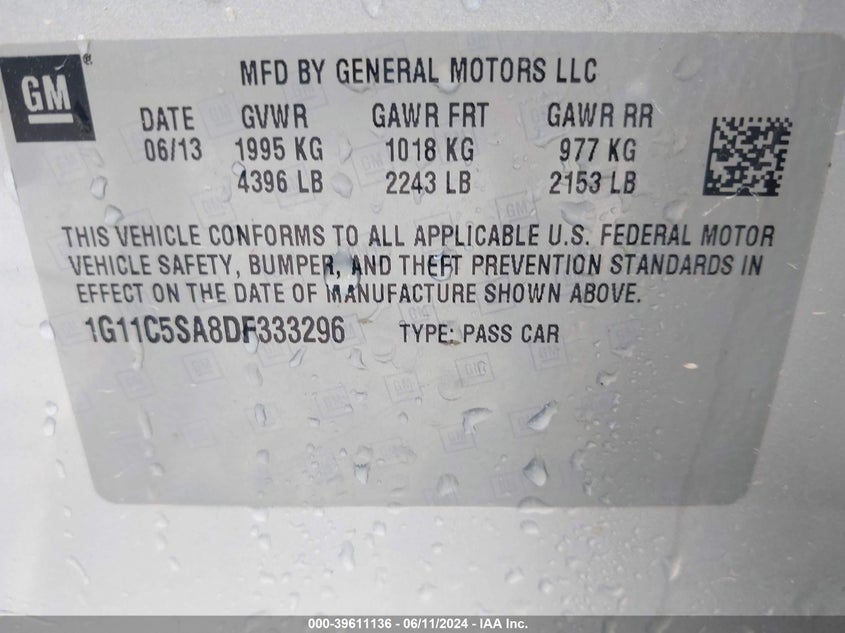 GM®
MFD BY GENERAL MOTORS LLC
DATE GVWR GAWR FRT GAWR RR
06/13 1995 KG 1018 KG 977 KG
4396 LB 2243 LB 2153 LB
THIS VEHICLE CONFORMS TO ALL APPLICABLE U.S. FEDERAL MOTOR
VEHICLE SAFETY, BUMPER, AND THEFT PREVENTION STANDARDS IN
EFFECT ON THE DATE OF MANUFACTURE SHOWN ABOVE.
1G11C5SA8DF333296 TYPE: PASS CAR
000-39611136 - 06/11/2024 - IAA Inc.